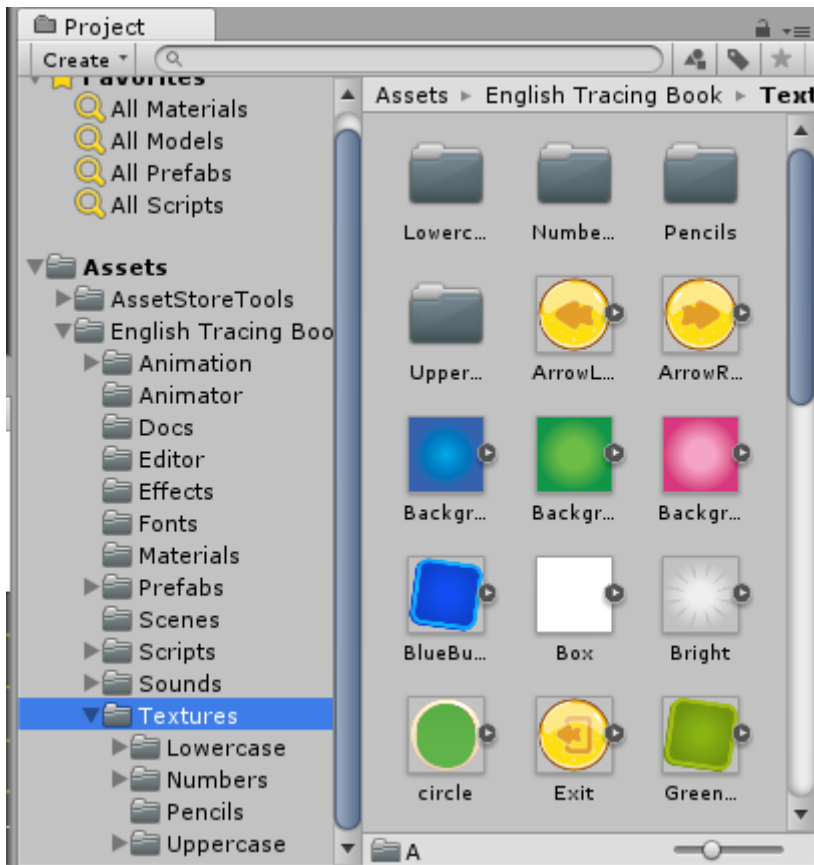 Project
Create
Favorites
All Materials
All Models
All Prefabs
All Scripts
Assets
AssetStoreTools
English Tracing Boo
Animation
Animator
Docs
Editor
Effects
Fonts
Materials
Prefabs
Scenes
Scripts
Sounds
Textures
Lowercase
Numbers
Pencils
Uppercase
Assets English Tracing Book Text
Lowerc... Numbe... Pencils
Upper... ArrowL... ArrowR...
Backgr... Backgr... Backgr...
BlueBu... Box Bright
circle Exit Green...
A